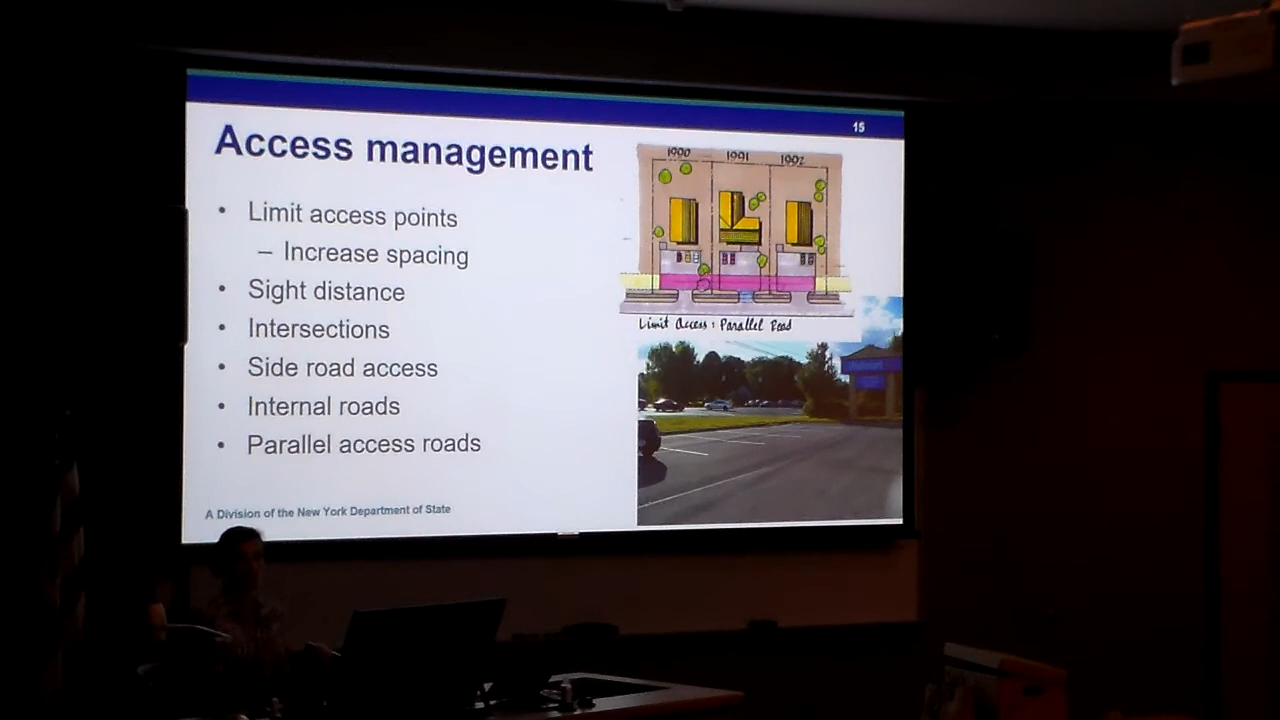 15
Access management
• Limit access points
– Increase spacing
• Sight distance
• Intersections
• Side road access
• Internal roads
• Parallel access roads
A Division of the New York Department of State
1990 1991 1992
Limit Access: Parallel Road